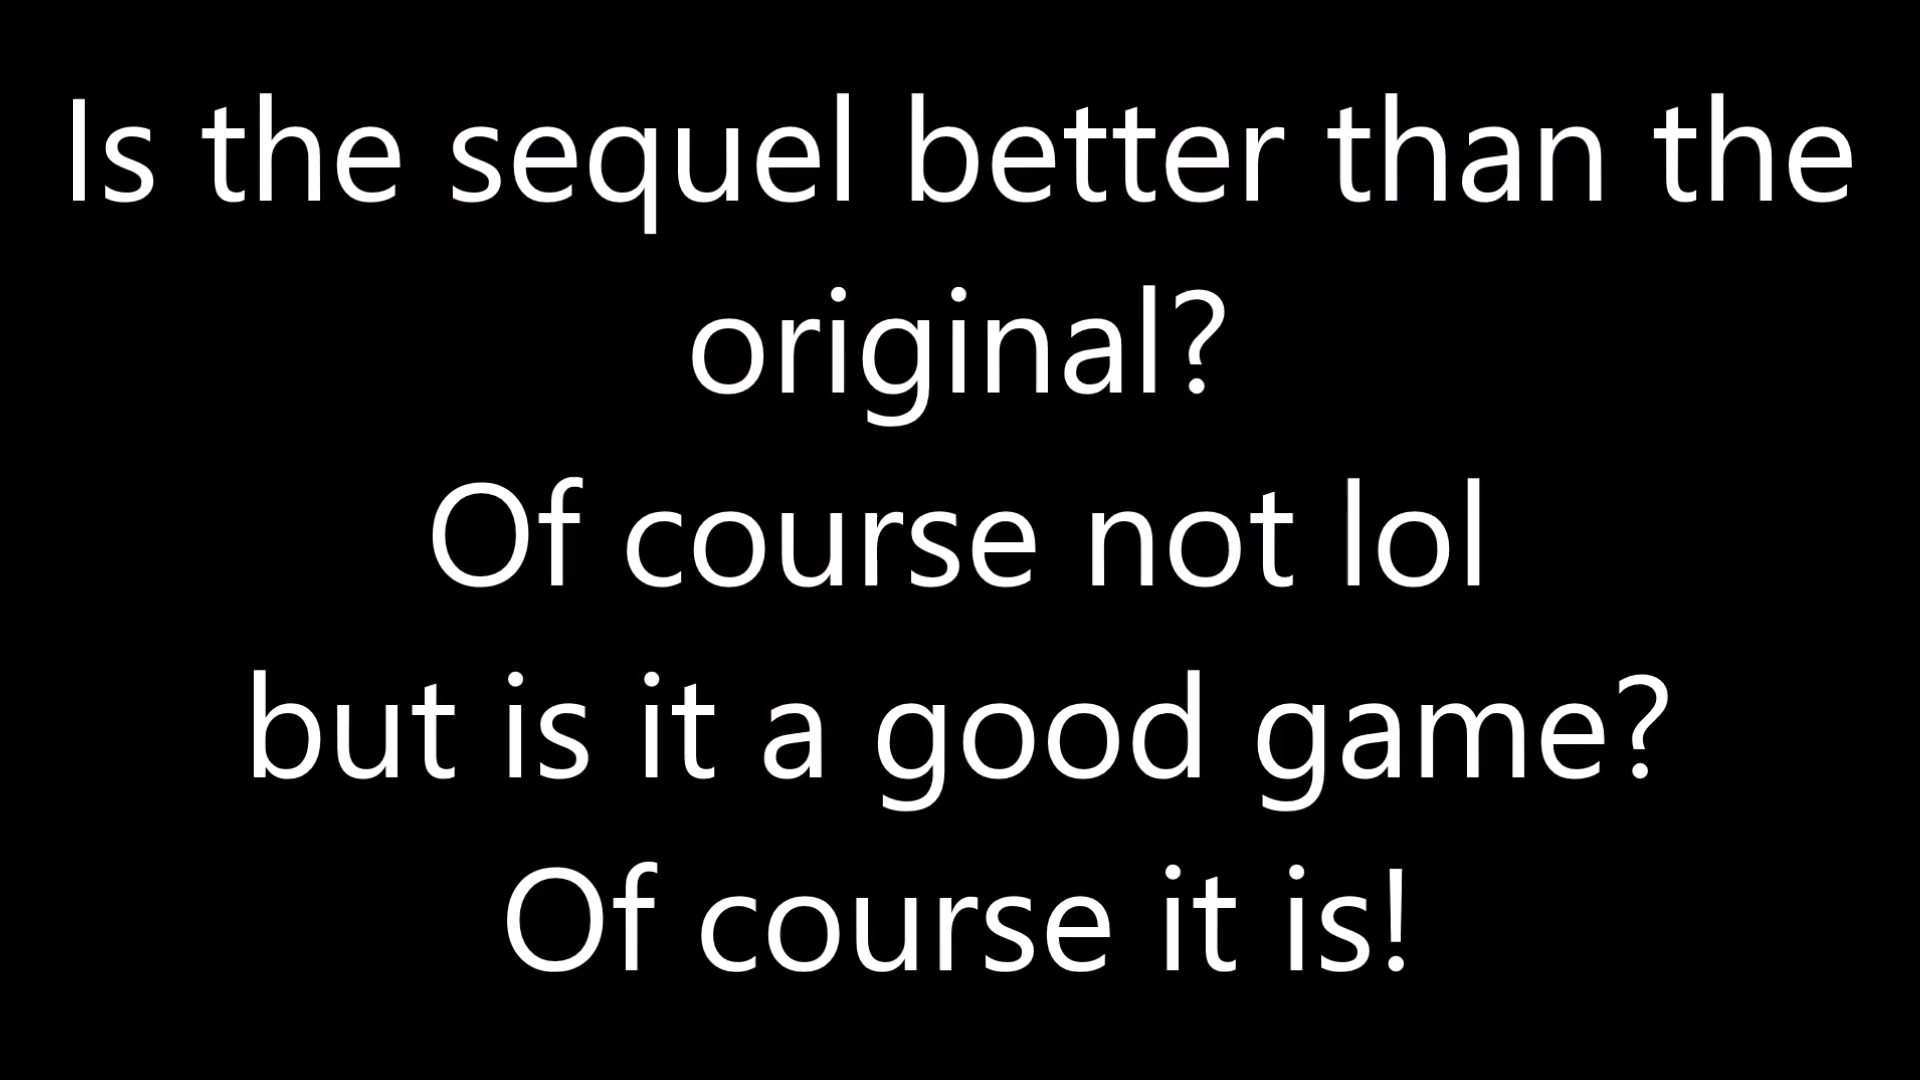 Is the sequel better than the
original?
Of course not lol
but is it a good game?
Of course it is!